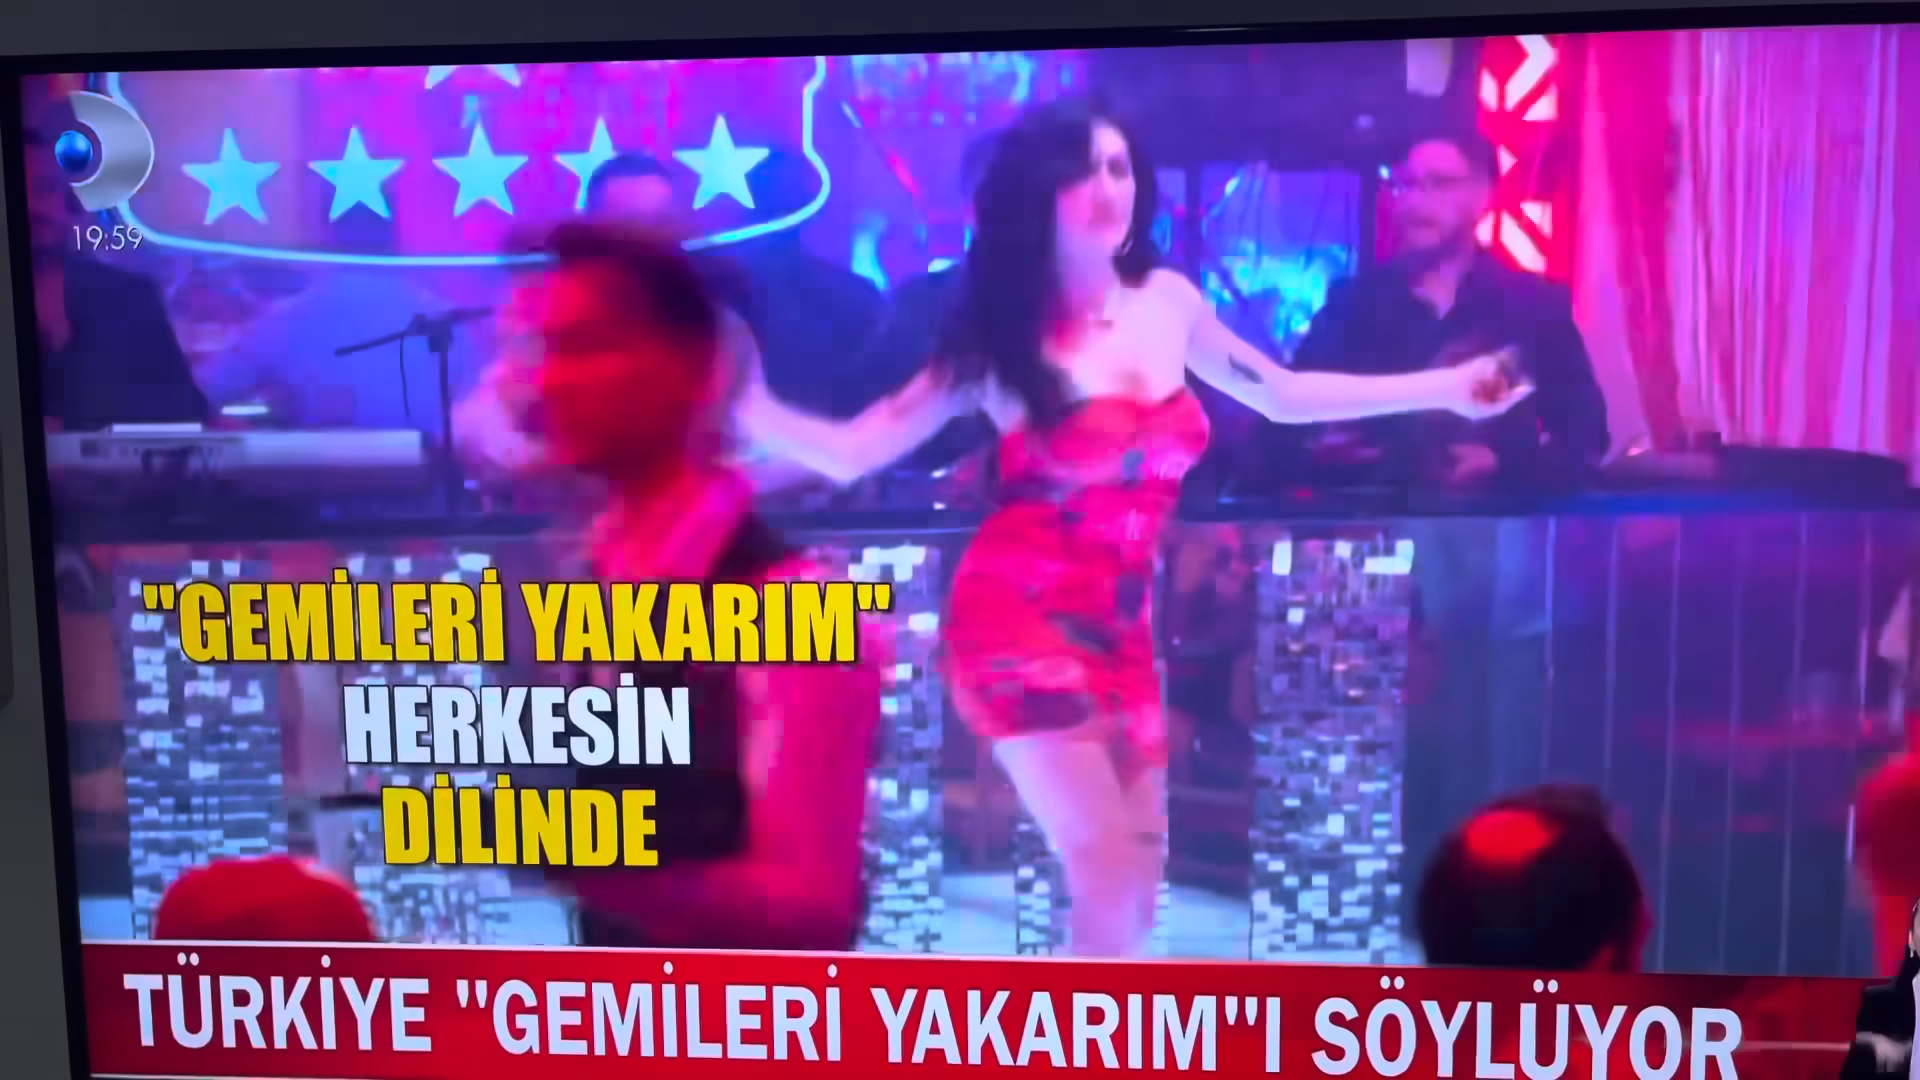 19:59
"GEMİLERİ YAKARIM"
HERKESİN
DİLİNDE
TÜRKİYE "GEMİLERİ YAKARIM"I SÖYLÜYOR